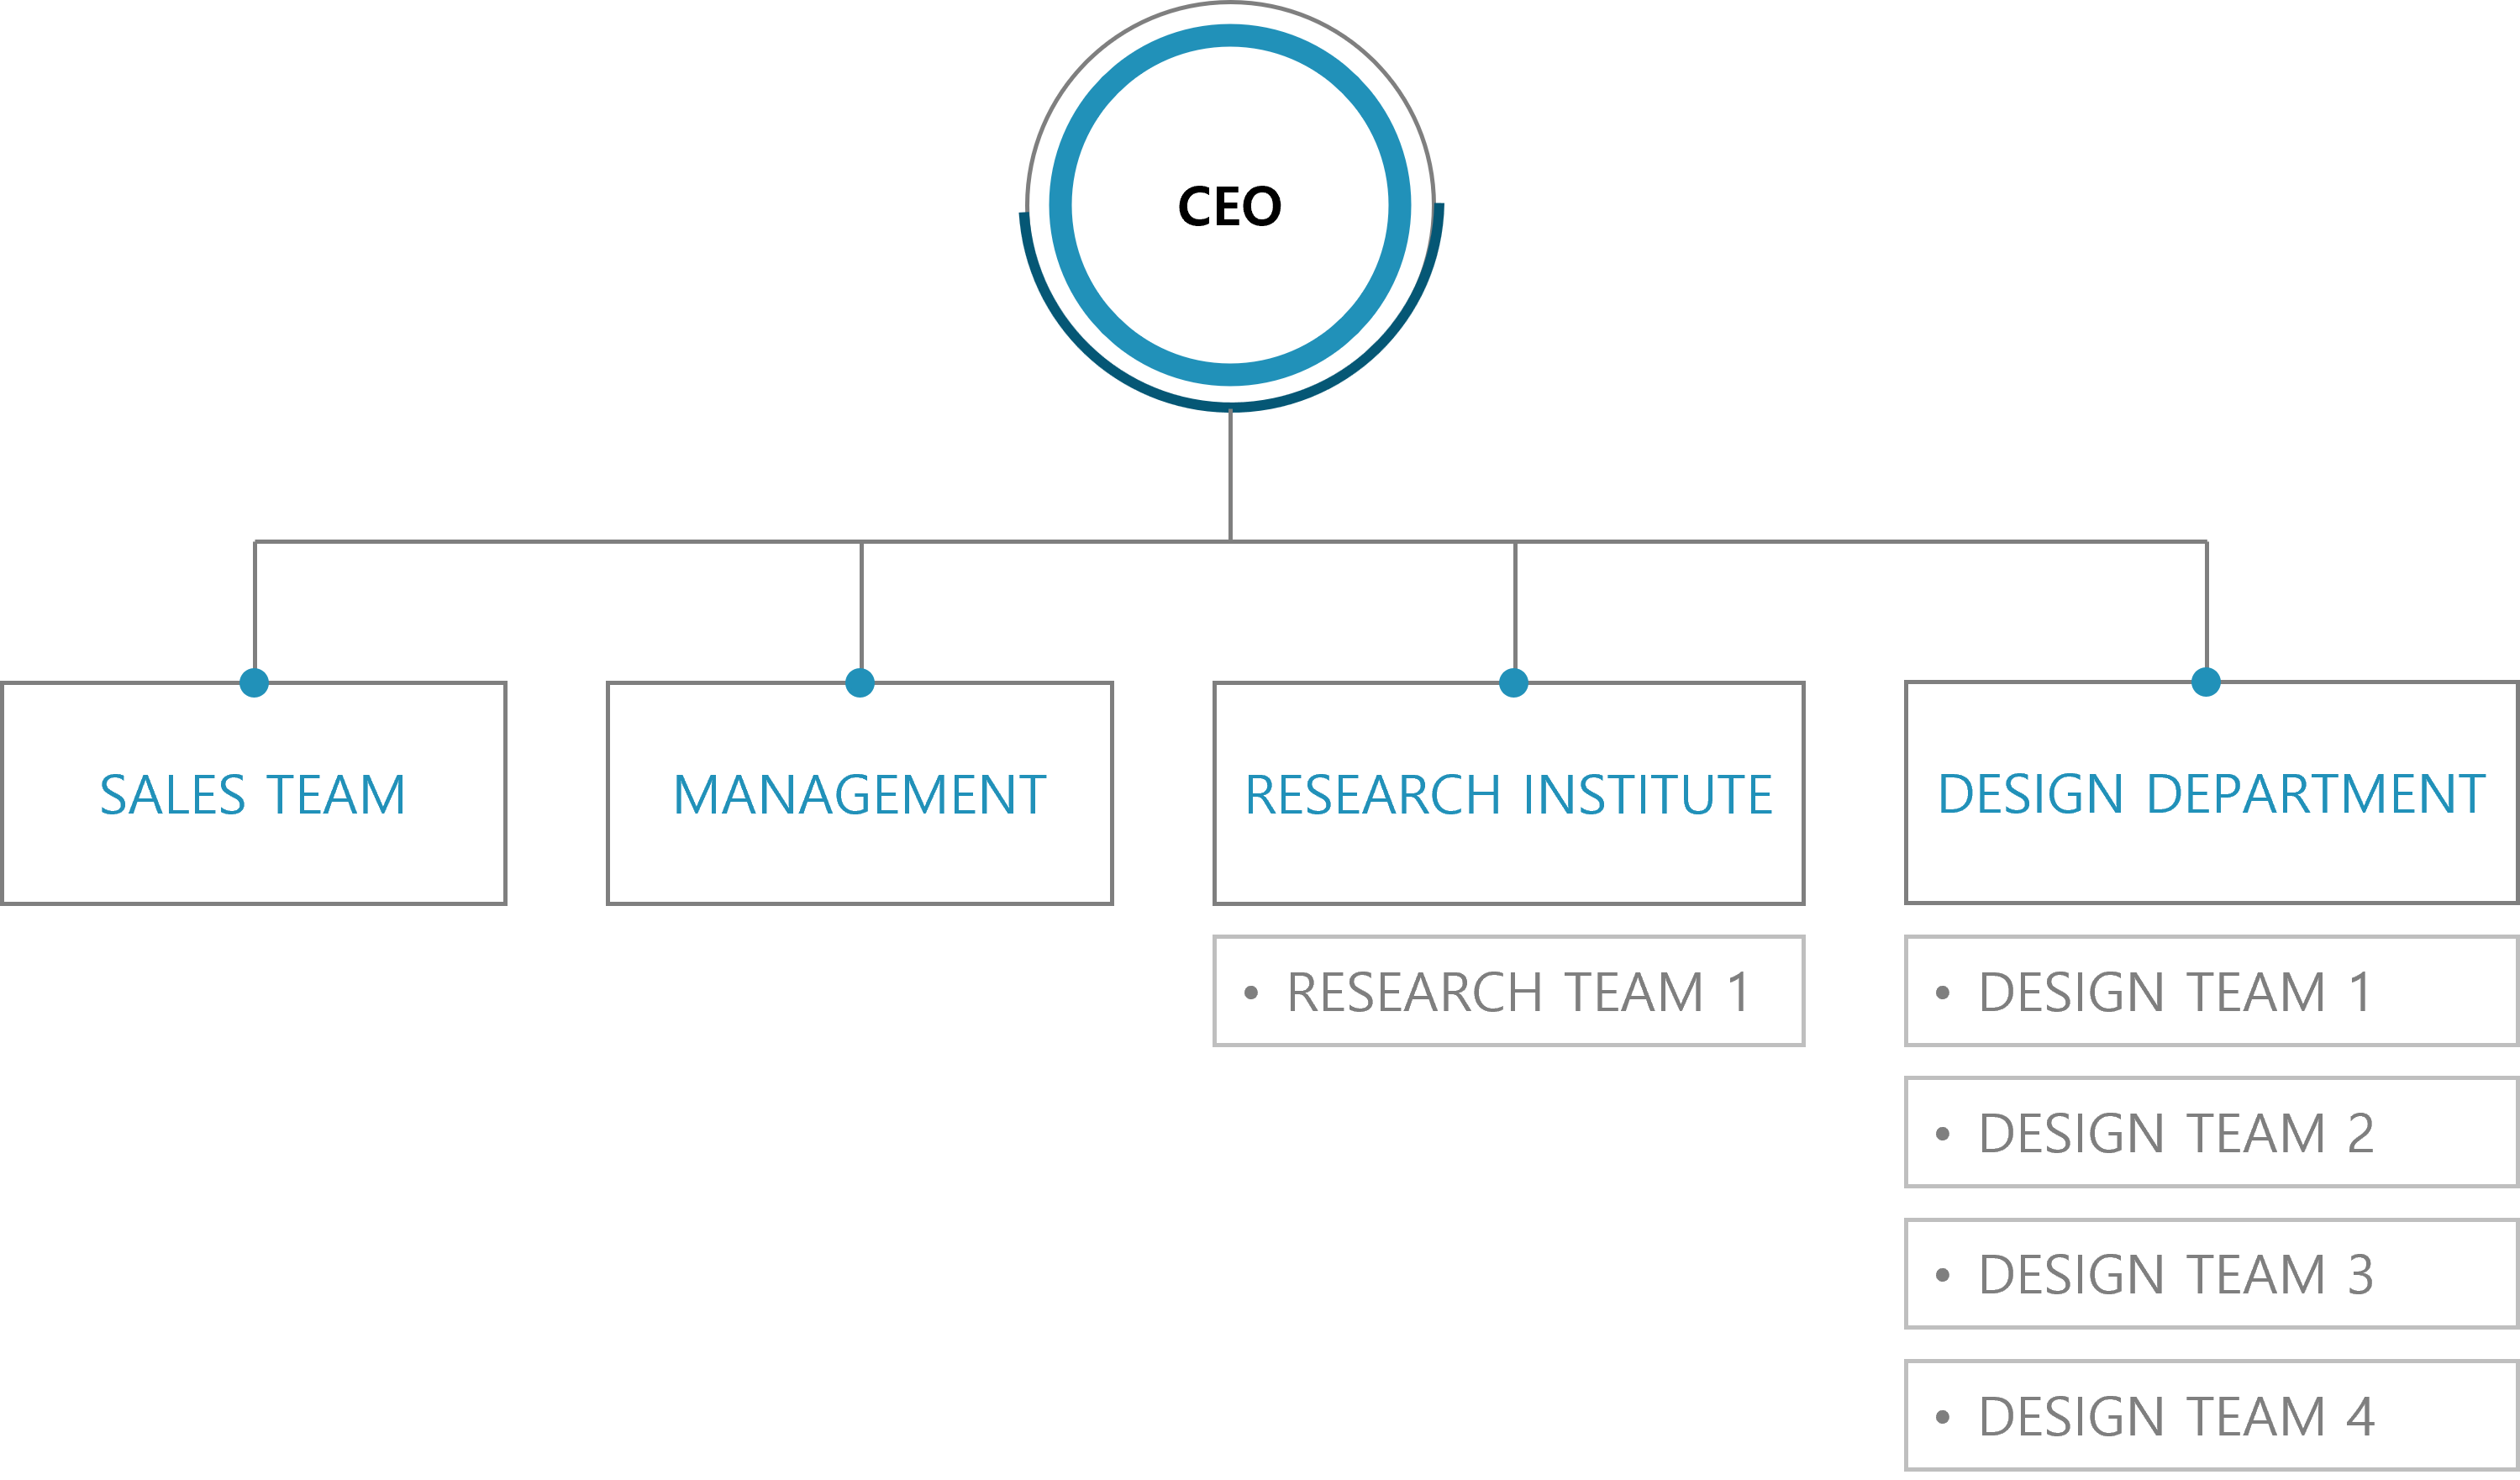 CEO
SALES TEAM
MANAGEMENT
RESEARCH INSTITUTE
DESIGN DEPARTMENT
• RESEARCH TEAM 1
• DESIGN TEAM 1
• DESIGN TEAM 2
• DESIGN TEAM 3
• DESIGN TEAM 4